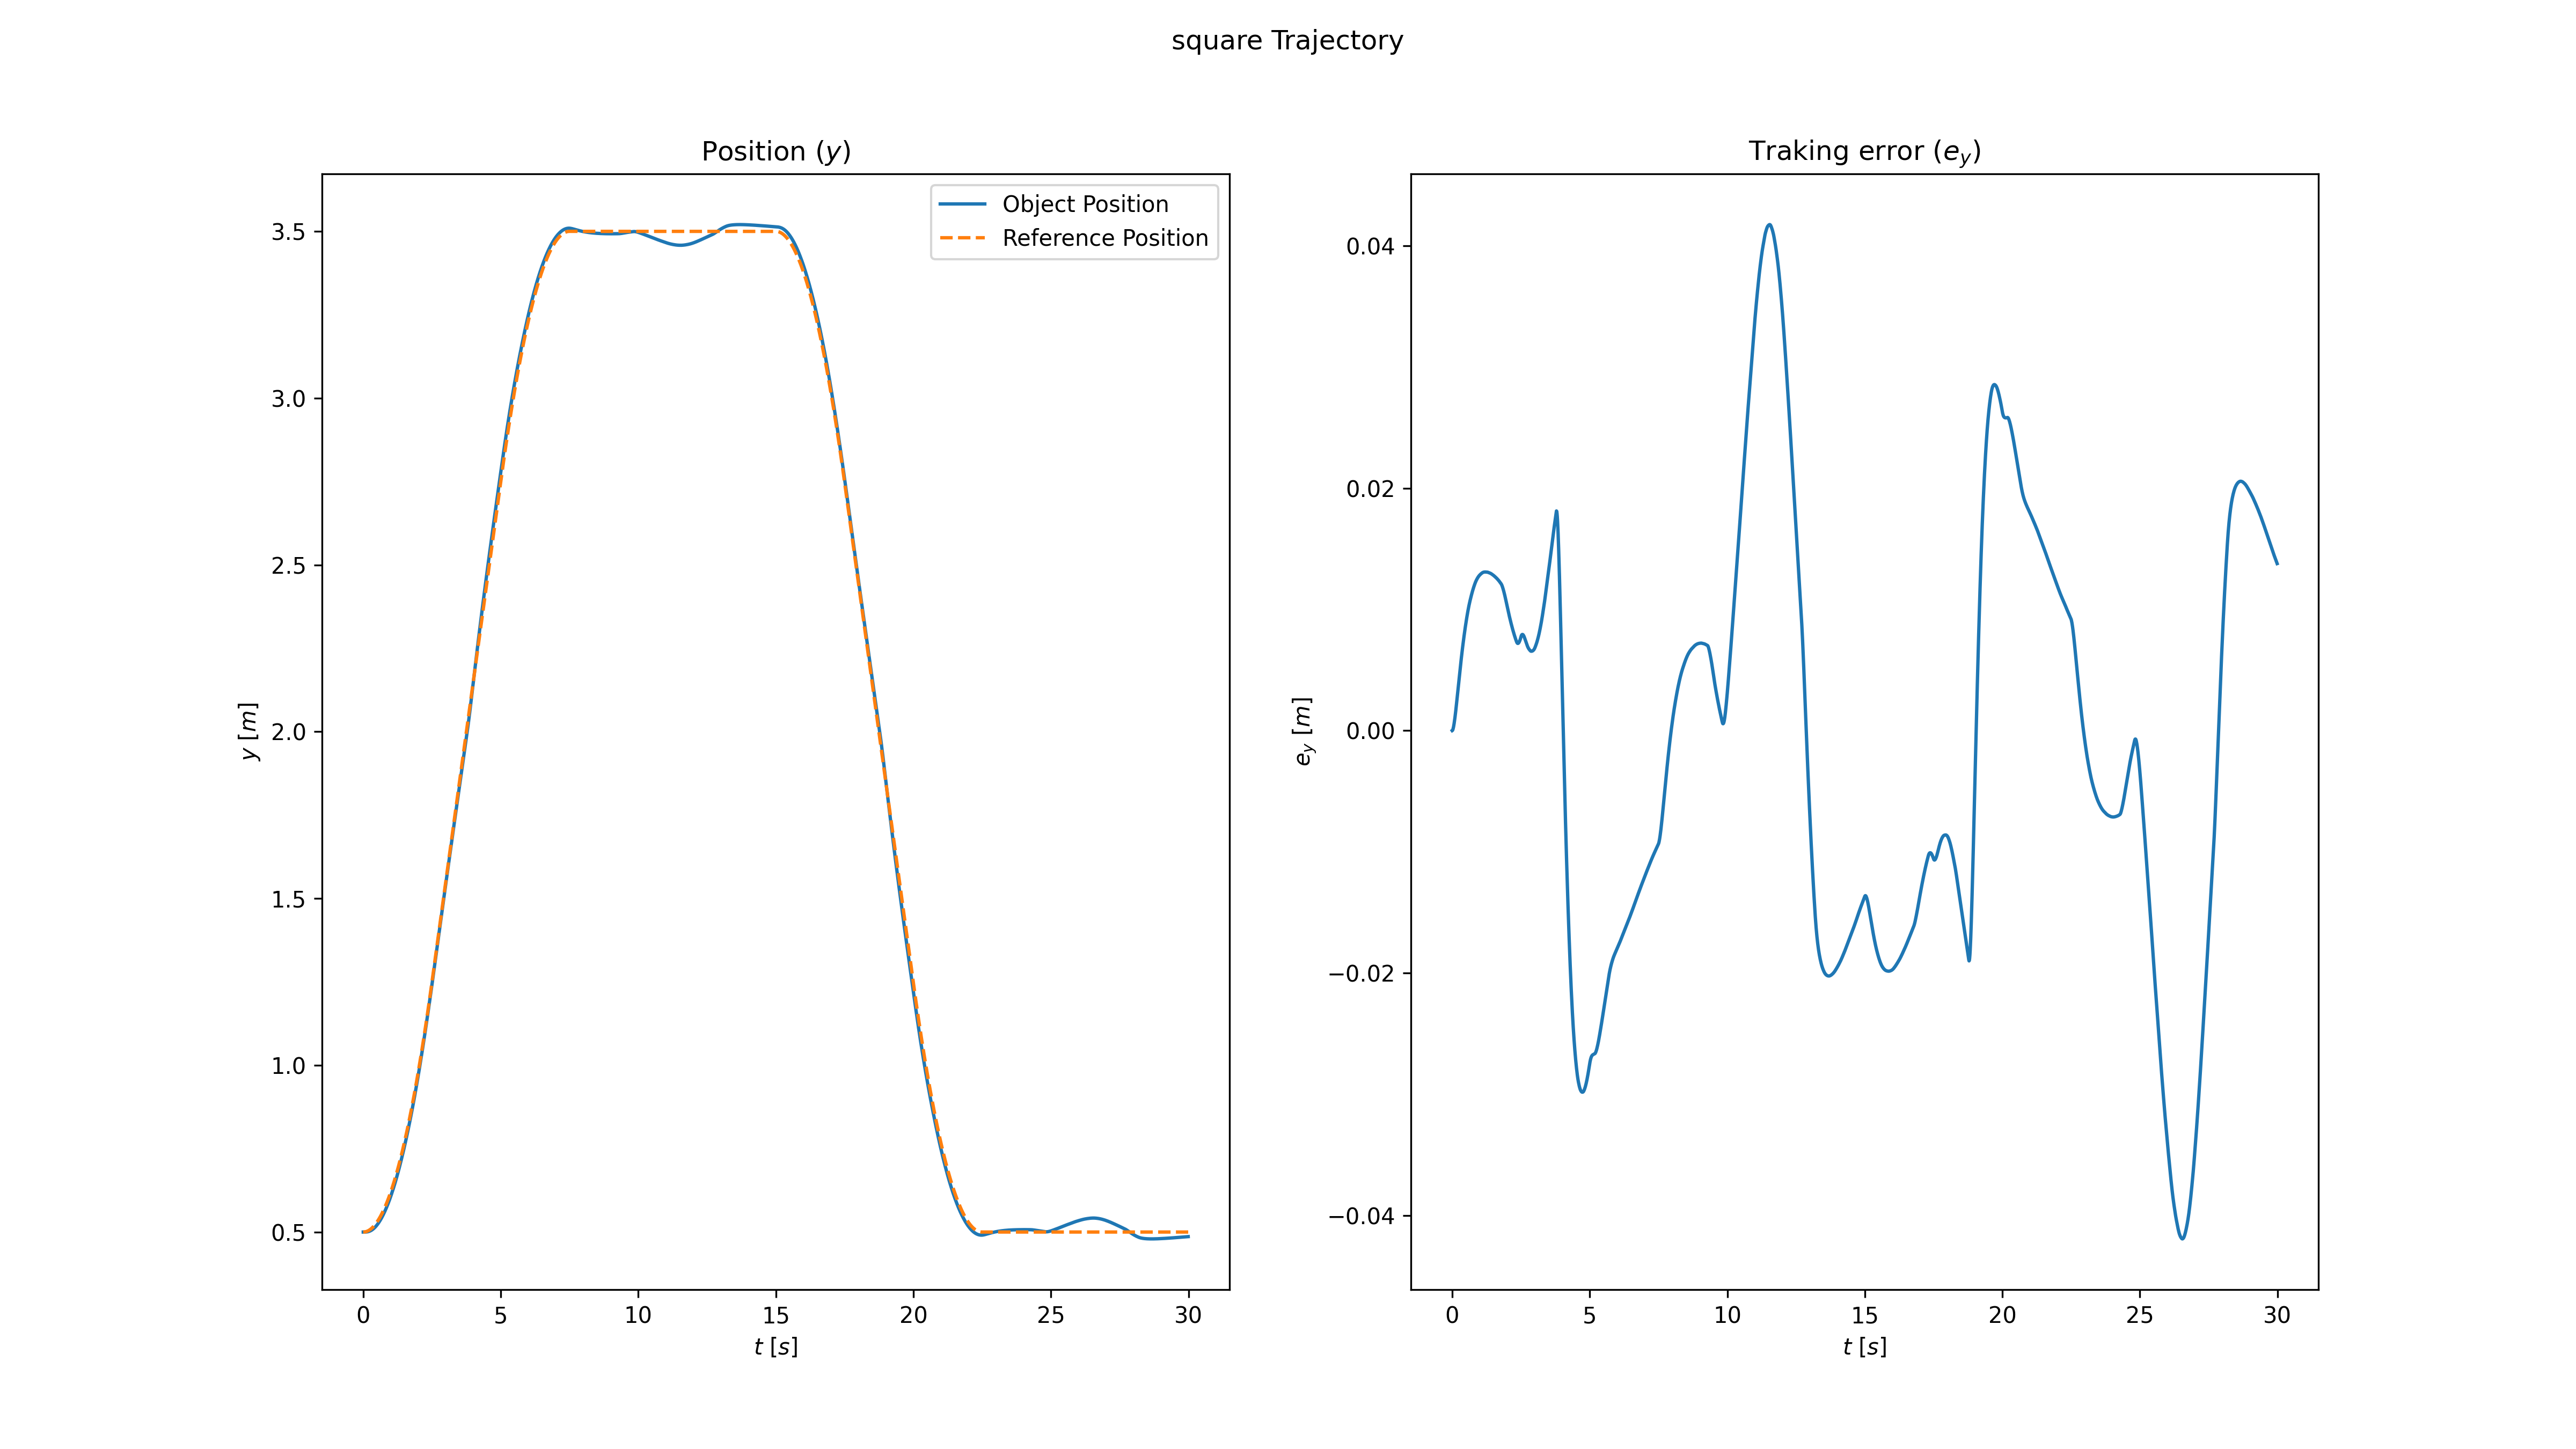 square Trajectory
Position (y)
Object Position
Reference Position
3.5
3.0
2.5
2.0
1.5
1.0
0.5
y [m]
0 5 10 15 20 25 30
t [s]
Traking error (e_y)
0.04
0.02
0.00
−0.02
−0.04
e_y [m]
0 5 10 15 20 25 30
t [s]